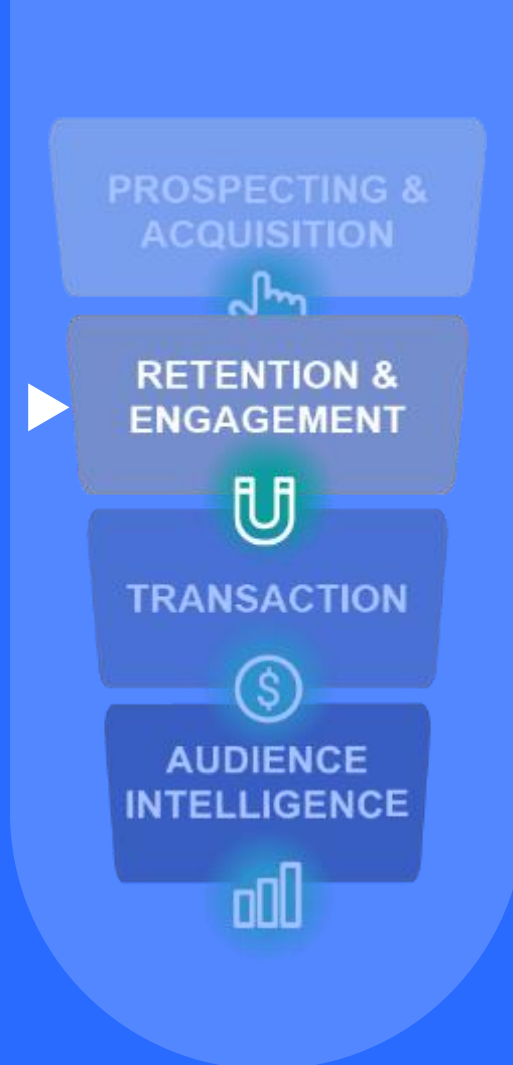 PROSPECTING &
ACQUISITION
RETENTION &
ENGAGEMENT
TRANSACTION
$
AUDIENCE
INTELLIGENCE